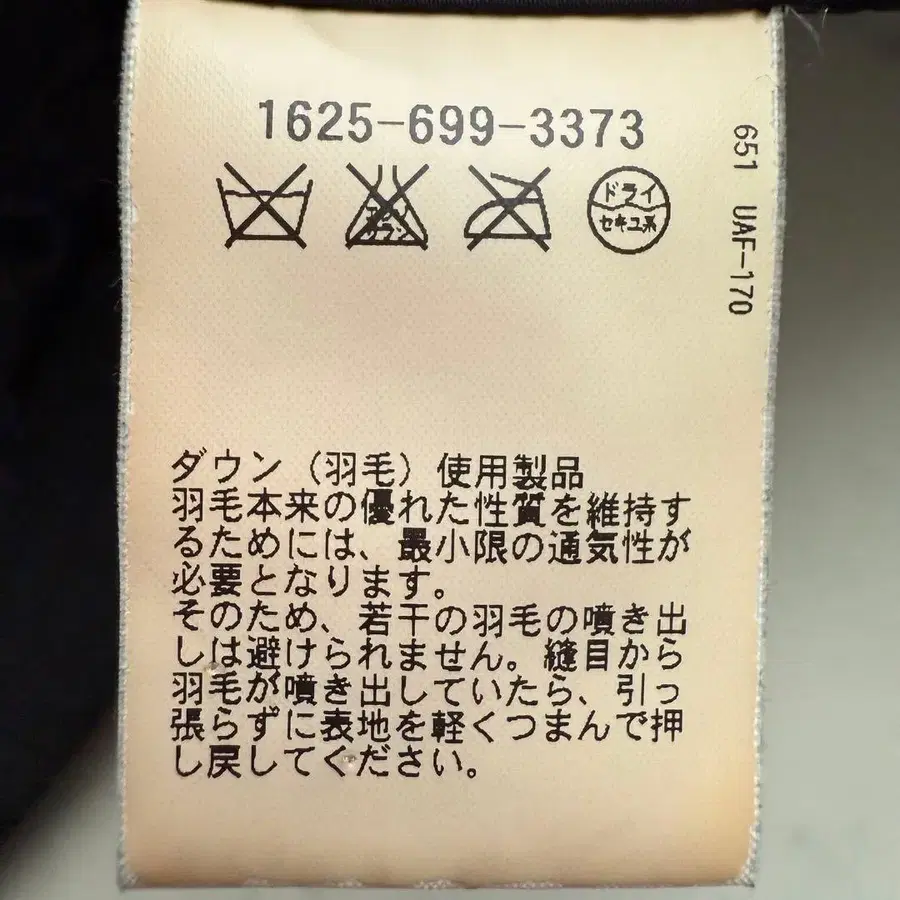 1625-699-3373
エンソ
サラシ
ドライ
セキユ系
651 UAF-170
ダウン（羽毛）使用製品
羽毛本来の優れた性質を維持す
るためには、最小限の通気性が
必要となります。
そのため、若干の羽毛の噴き出
しは避けられません。縫目から
羽毛が噴き出していたら、引っ
張らずに表地を軽くつまんで押
し戻してください。